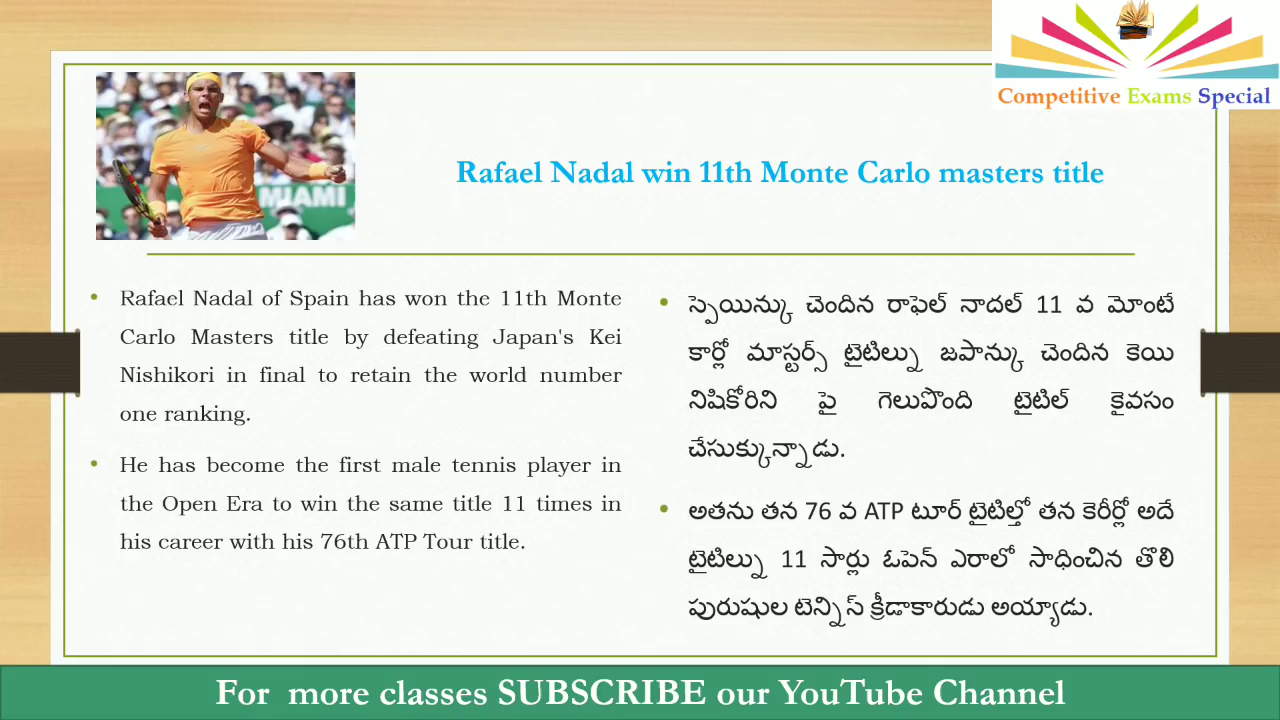 Competitive Exams Special
MIAMI
Rafael Nadal win 11th Monte Carlo masters title
• Rafael Nadal of Spain has won the 11th Monte
Carlo Masters title by defeating Japan's Kei
Nishikori in final to retain the world number
one ranking.
• He has become the first male tennis player in
the Open Era to win the same title 11 times in
his career with his 76th ATP Tour title.
• స్పెయిన్కు చెందిన రాఫెల్ నాదల్ 11 వ మోంటే
కార్లో మాస్టర్స్ టైటిల్ను జపాన్కు చెందిన కెయి
నిషికోరిని పై గెలుపొంది టైటిల్ కైవసం
చేసుక్కున్నాడు.
• అతను తన 76 వ ATP టూర్ టైటిల్తో తన కెరీర్లో అదే
టైటిల్ను 11 సార్లు ఓపెన్ ఎరాలో సాధించిన తొలి
పురుషుల టెన్నిస్ క్రీడాకారుడు అయ్యాడు.
For more classes SUBSCRIBE our YouTube Channel